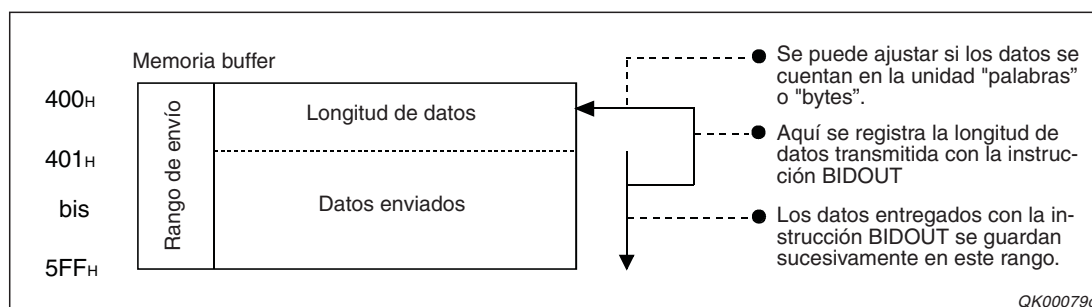 Memoria buffer
400H
401H
bis
5FFH
Rango de envío
Longitud de datos
Datos enviados
Se puede ajustar si los datos se
cuentan en la unidad "palabras"
o "bytes".
Aquí se registra la longitud de
datos transmitida con la instruc-
ción BIDOUT
Los datos entregados con la in-
strucción BIDOUT se guardan
sucesivamente en este rango.